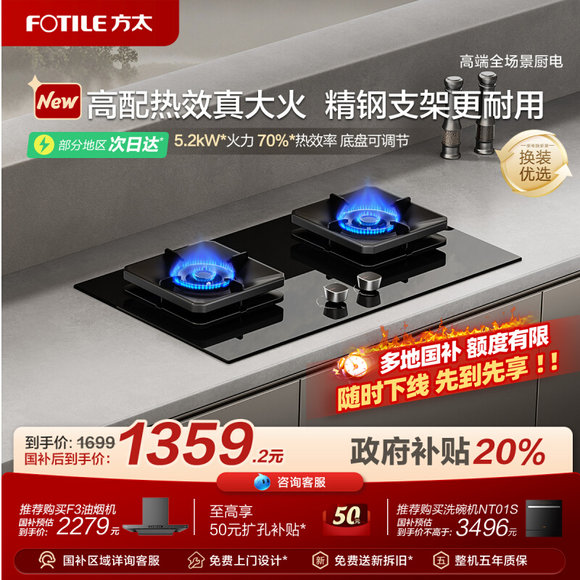 FOTILE 方太
高端全场景厨电
New 高配热效真大火 精钢支架更耐用
部分地区 次日达* 5.2kW*火力 70%*热效率 底盘可调节
换装
优选
多地国补 额度有限
随时下线 先到先享！！
到手价: 1699
国补后到手价: 1359.2元
政府补贴20%
咨询客服
推荐购买F3油烟机
国补预估
到手价: 2279元
至高享
50元扩孔补贴*
50元
推荐购买洗碗机NT01S
国补预估
到手价不高于: 3496元
国补区域详询客服 免费上门设计* 免费送新拆旧* 整机五年质保